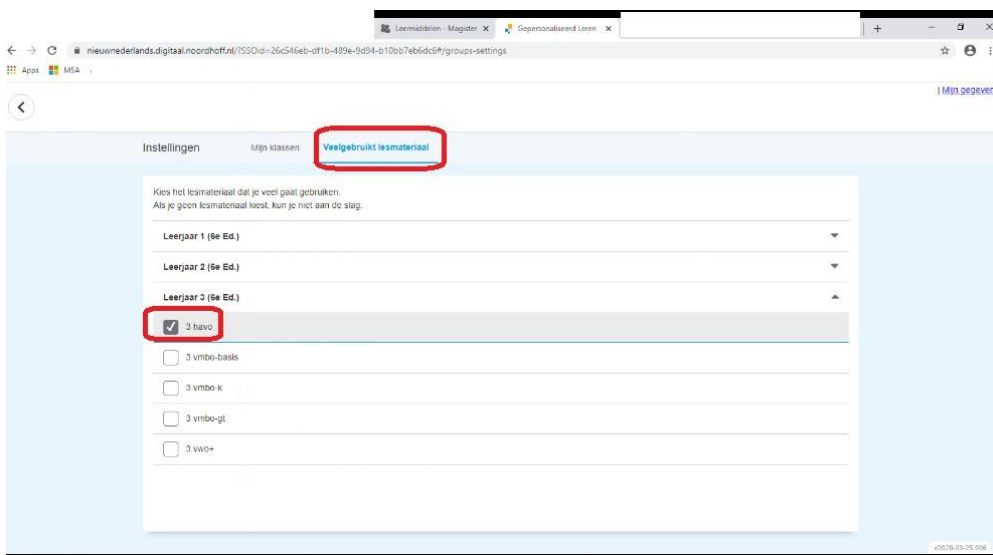 Leermiddelen - Magister
Gepersonaliseerd Leren
nieuwnederlands.digitaal.noordhoff.nl/?SSOid=26c546eb-df1b-489e-9d94-b10bb7eb6dc6#/groups-settings
Apps MSA
| Mijn gegeven
Instellingen Mijn klassen Veelgebruikt lesmateriaal
Kies het lesmateriaal dat je veel gaat gebruiken.
Als je geen lesmateriaal kiest, kun je niet aan de slag.
Leerjaar 1 (6e Ed.)
Leerjaar 2 (6e Ed.)
Leerjaar 3 (6e Ed.)
3 havo
3 vmbo-basis
3 vmbo-k
3 vmbo-gt
3 vwo+
v2020-03-25.006